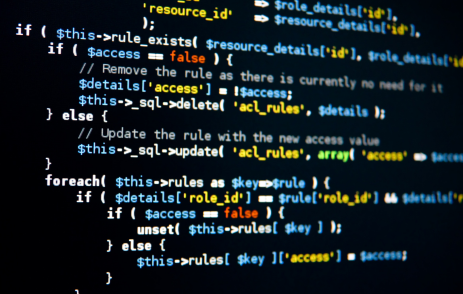 'resource_id' => $role_details['id'],
=> $resource_details['id'],
);
if ( $this->rule_exists( $resource_details['id'], $role_details['id'
if ( $access == false ) {
// Remove the rule as there is currently no need for it
$details['access'] = !$access;
$this->_sql->delete( 'acl_rules', $details );
} else {
// Update the rule with the new access value
$this->_sql->update( 'acl_rules', array( 'access' => $access
}
foreach( $this->rules as $key=>$rule ) {
if ( $details['role_id'] == $rule['role_id'] && $details['r
if ( $access == false ) {
unset( $this->rules[ $key ] );
} else {
$this->rules[ $key ]['access'] = $access;
}
}